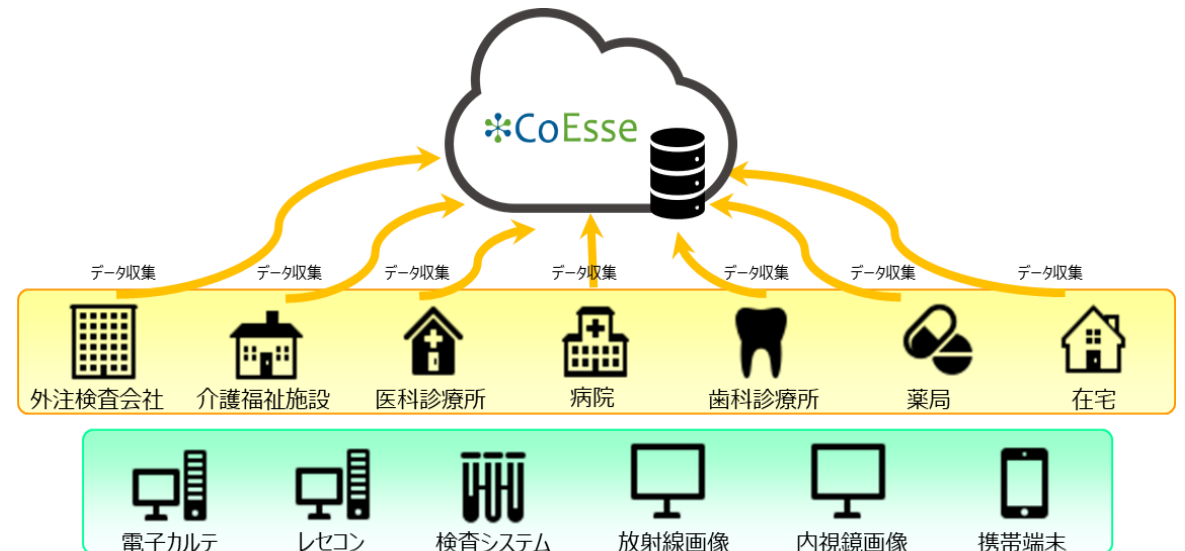 CoEsse
データ収集
データ収集
データ収集
データ収集
データ収集
データ収集
データ収集
外注検査会社
介護福祉施設
医科診療所
病院
歯科診療所
薬局
在宅
電子カルテ
レセコン
検査システム
放射線画像
内視鏡画像
携帯端末